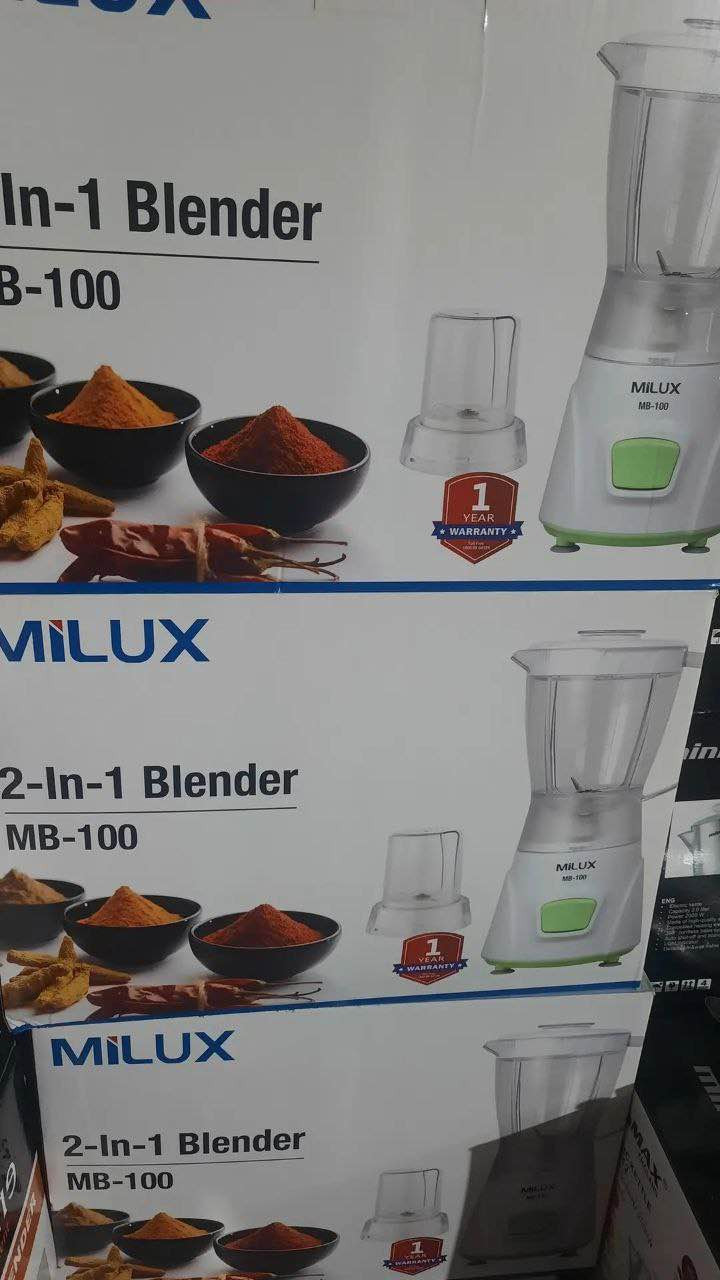 In-1 Blender
B-100
MiLUX
MB-100
1
YEAR
WARRANTY
MiLUX
2-In-1 Blender
MB-100
MiLUX
MB-100
1
YEAR
WARRANTY
ENG
MiLUX
2-In-1 Blender
MB-100
MiLUX
1
YEAR
WARRANTY